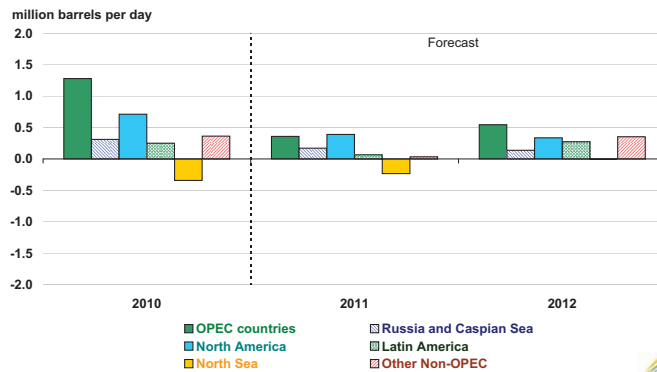 million barrels per day
2.0
Forecast
1.5
1.0
0.5
0.0
-0.5
-1.0
-1.5
-2.0
2010 2011 2012
OPEC countries Russia and Caspian Sea
North America Latin America
North Sea Other Non-OPEC